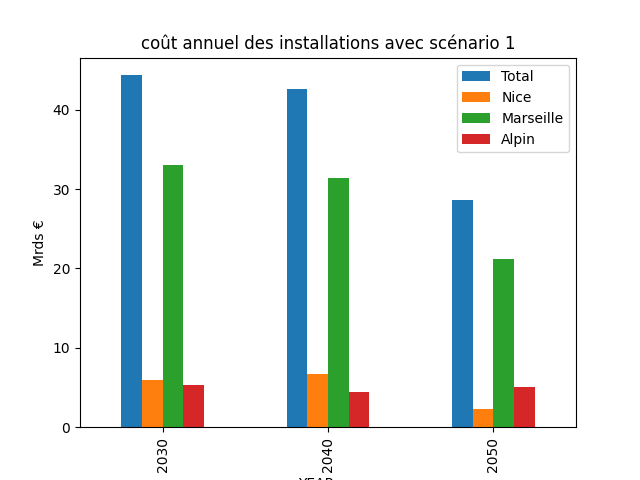 coût annuel des installations avec scénario 1
Total
Nice
Marseille
Alpin
Mrds €
40
30
20
10
0
2030
2040
2050
YEAR